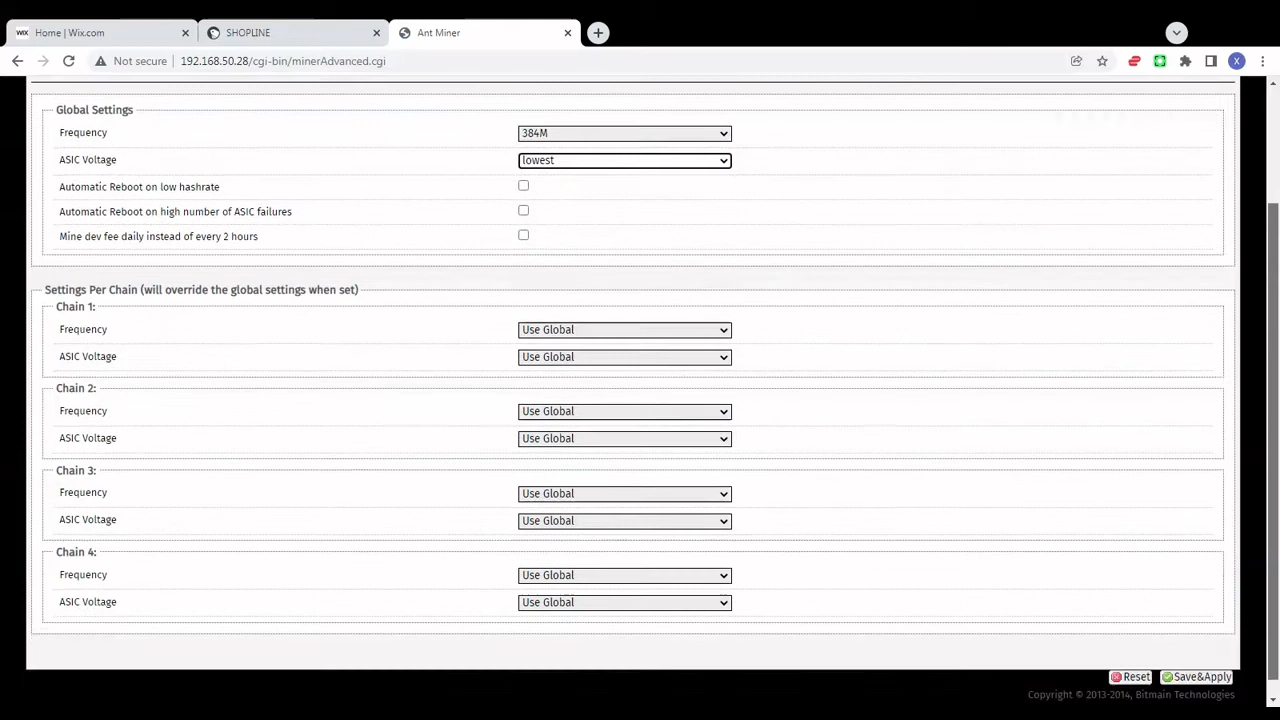 WIX Home | Wix.com
SHOPLINE
Ant Miner
Not secure 192.168.50.28/cgi-bin/minerAdvanced.cgi
X
Global Settings
Frequency 384M
ASIC Voltage lowest
Automatic Reboot on low hashrate
Automatic Reboot on high number of ASIC failures
Mine dev fee daily instead of every 2 hours
Settings Per Chain (will override the global settings when set)
Chain 1:
Frequency Use Global
ASIC Voltage Use Global
Chain 2:
Frequency Use Global
ASIC Voltage Use Global
Chain 3:
Frequency Use Global
ASIC Voltage Use Global
Chain 4:
Frequency Use Global
ASIC Voltage Use Global
Reset Save&Apply
Copyright © 2013-2014, Bitmain Technologies